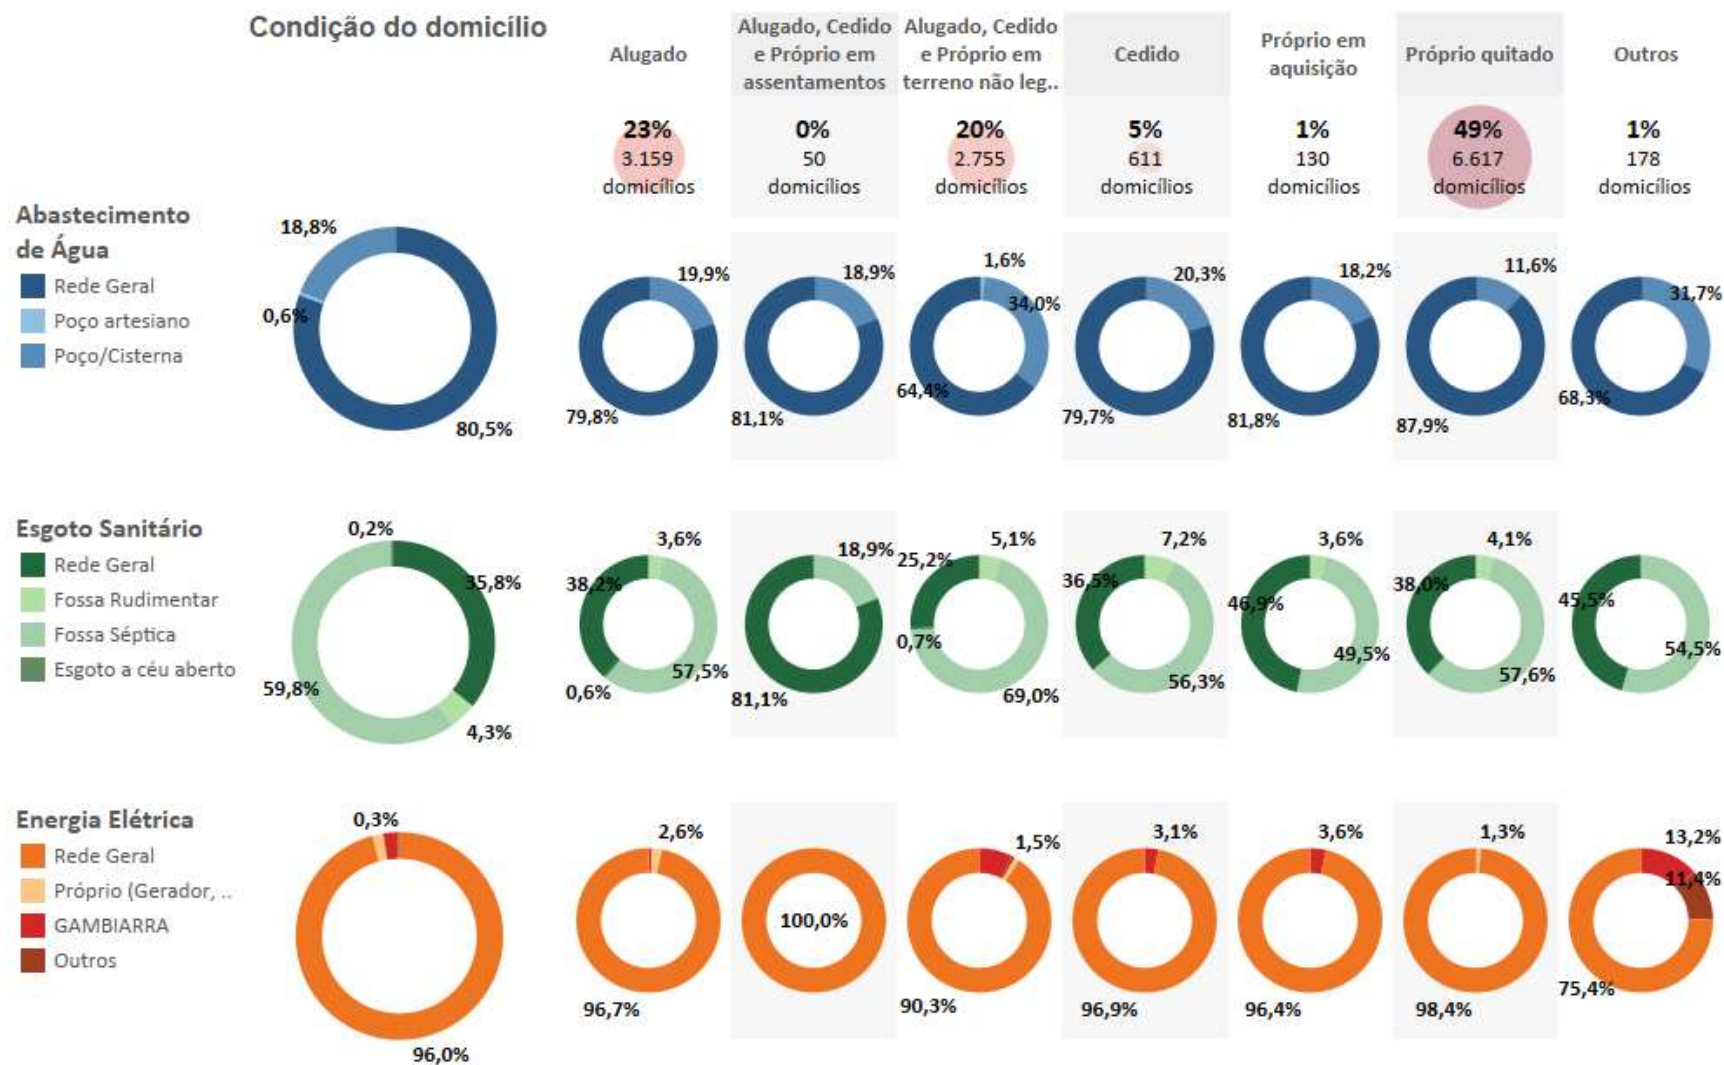 Condição do domicílio
Alugado
Alugado, Cedido
e Próprio em
assentamentos
Alugado, Cedido
e Próprio em
terreno não leg..
Cedido
Próprio em
aquisição
Próprio quitado
Outros
23%
3.159
domicílios
0%
50
domicílios
20%
2.755
domicílios
5%
611
domicílios
1%
130
domicílios
49%
6.617
domicílios
1%
178
domicílios
Abastecimento
de Água
Rede Geral
Poço artesiano
Poço/Cisterna
18,8%
0,6%
80,5%
19,9%
79,8%
18,9%
81,1%
1,6%
34,0%
64,4%
20,3%
79,7%
18,2%
81,8%
11,6%
87,9%
31,7%
68,3%
Esgoto Sanitário
Rede Geral
Fossa Rudimentar
Fossa Séptica
Esgoto a céu aberto
0,2%
35,8%
59,8%
4,3%
3,6%
38,2%
57,5%
0,6%
18,9%
81,1%
5,1%
25,2%
0,7%
69,0%
7,2%
36,5%
56,3%
3,6%
46,9%
49,5%
4,1%
38,0%
57,6%
45,5%
54,5%
Energia Elétrica
Rede Geral
Próprio (Gerador, ..
GAMBIARRA
Outros
0,3%
96,0%
2,6%
96,7%
100,0%
1,5%
90,3%
3,1%
96,9%
3,6%
96,4%
1,3%
98,4%
13,2%
11,4%
75,4%